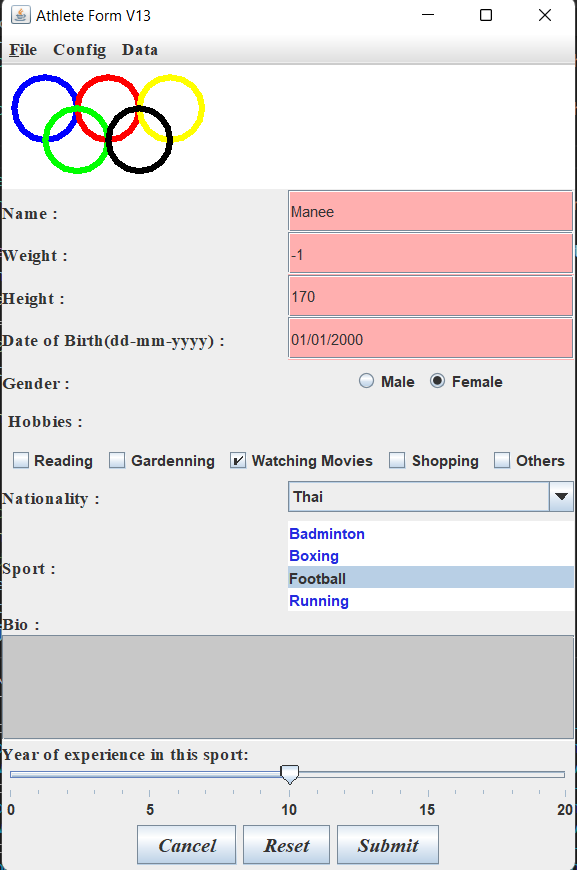 Athlete Form V13
File Config Data
Name : Manee
Weight : -1
Height : 170
Date of Birth(dd-mm-yyyy) : 01/01/2000
Gender : Male Female
Hobbies :
Reading Gardenning Watching Movies Shopping Others
Nationality : Thai
Badminton
Boxing
Sport : Football
Running
Bio :
Year of experience in this sport:
0 5 10 15 20
Cancel Reset Submit